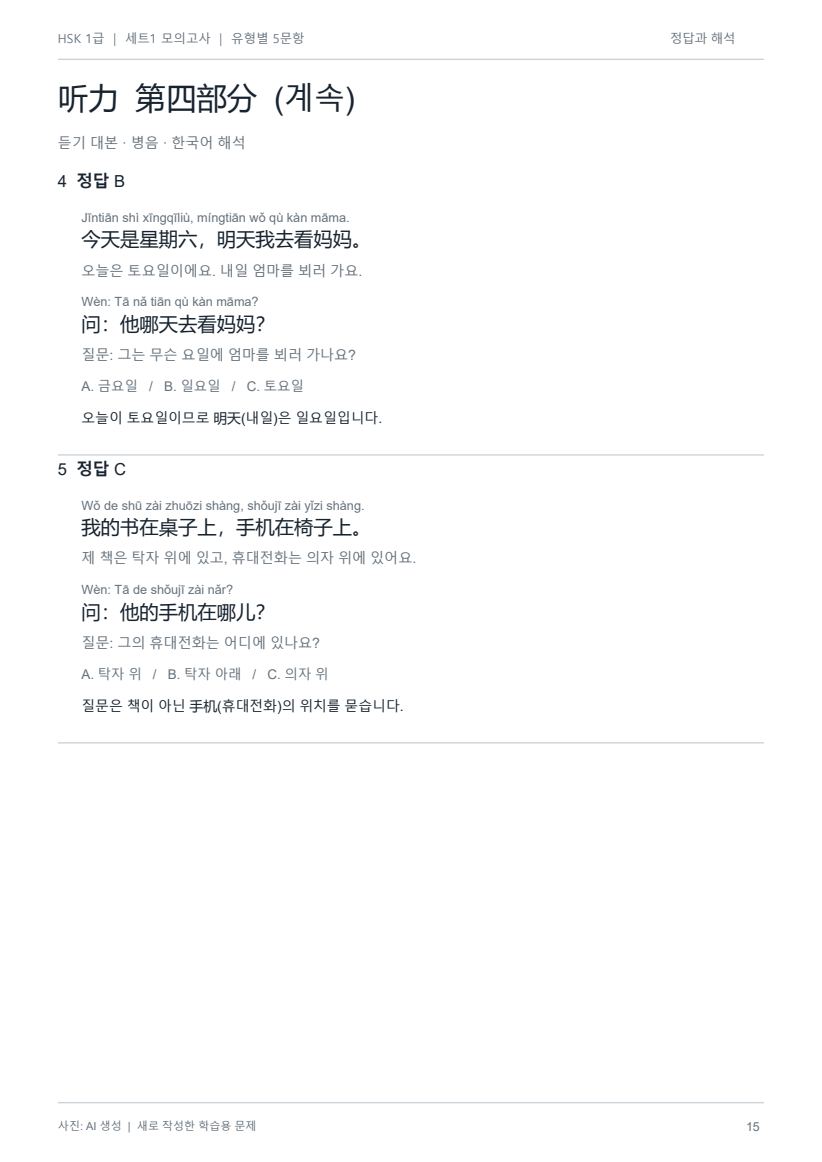 HSK 1급 | 세트1 모의고사 | 유형별 5문항
정답과 해석
听力 第四部分 (계속)
듣기 대본 · 병음 · 한국어 해석
4 정답 B
Jīntiān shì xīngqīliù, míngtiān wǒ qù kàn māma.
今天是星期六，明天我去看妈妈。
오늘은 토요일이에요. 내일 엄마를 뵈러 가요.
Wèn: Tā nǎ tiān qù kàn māma?
问：他哪天去看妈妈？
질문: 그는 무슨 요일에 엄마를 뵈러 가나요?
A. 금요일 / B. 일요일 / C. 토요일
오늘이 토요일이므로 明天(내일)은 일요일입니다.
5 정답 C
Wǒ de shū zài zhuōzi shàng, shǒujī zài yǐzi shàng.
我的书在桌子上，手机在椅子上。
제 책은 탁자 위에 있고, 휴대전화는 의자 위에 있어요.
Wèn: Tā de shǒujī zài nǎr?
问：他的手机在哪儿？
질문: 그의 휴대전화는 어디에 있나요?
A. 탁자 위 / B. 탁자 아래 / C. 의자 위
질문은 책이 아닌 手机(휴대전화)의 위치를 묻습니다.
사진: AI 생성 | 새로 작성한 학습용 문제
15